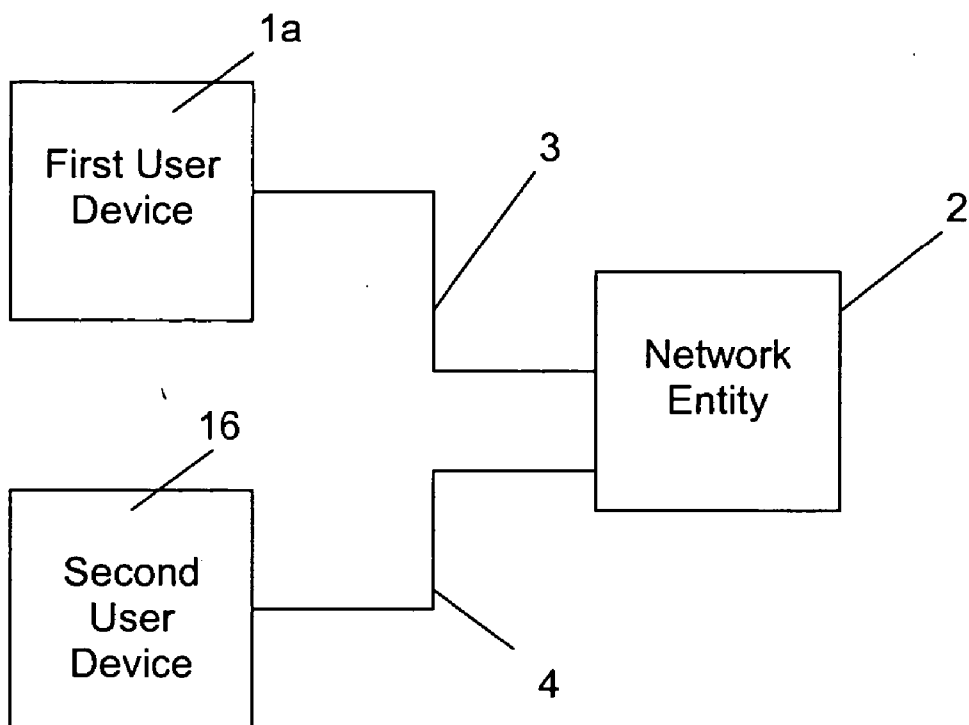 1a
First User
Device
3
2
Network
Entity
16
Second
User
Device
4